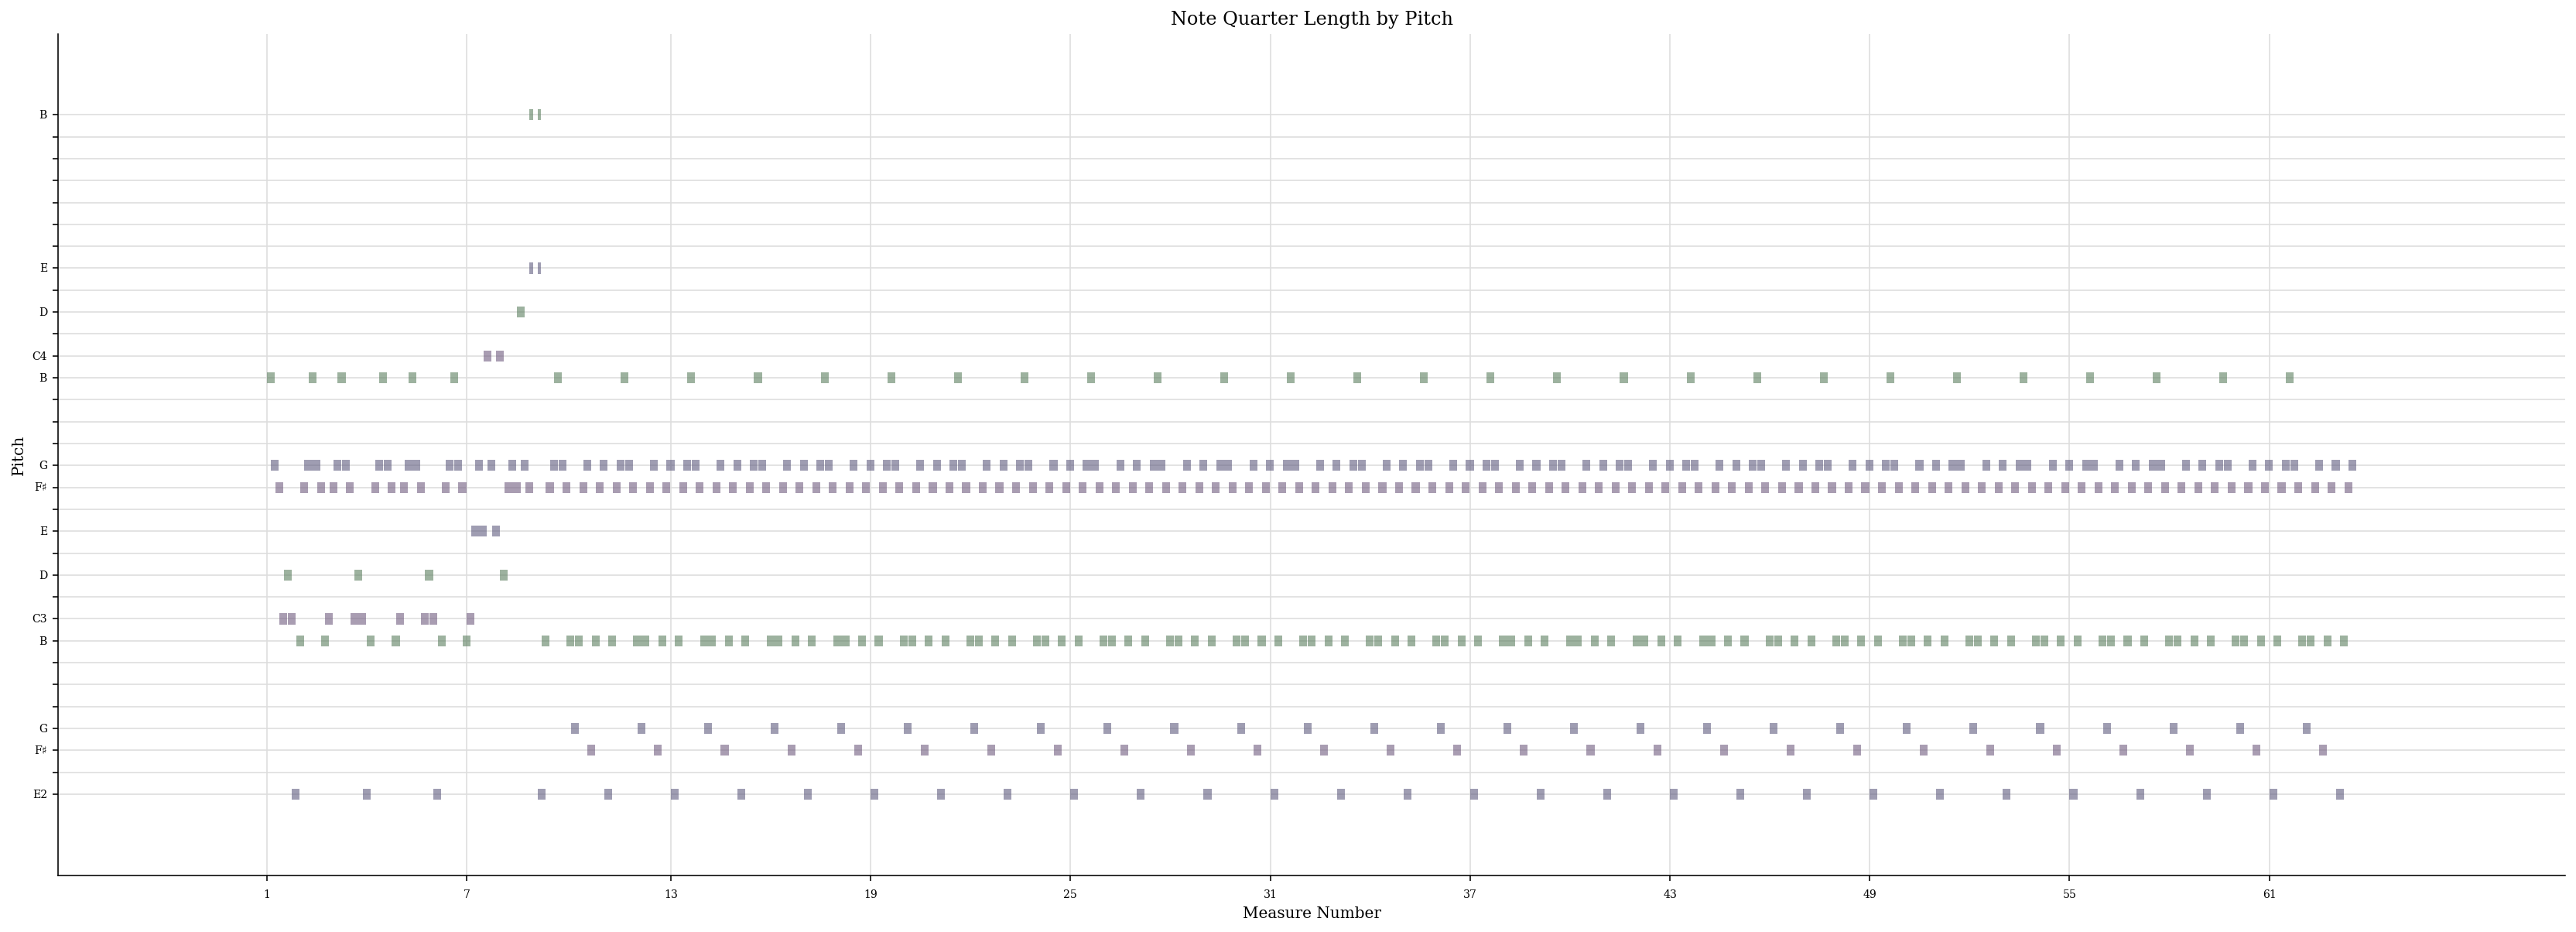 Note Quarter Length by Pitch
B
E
D
C4
B
G
F♯
E
D
C3
B
G
F♯
E2
Pitch
1 7 13 19 25 31 37 43 49 55 61
Measure Number